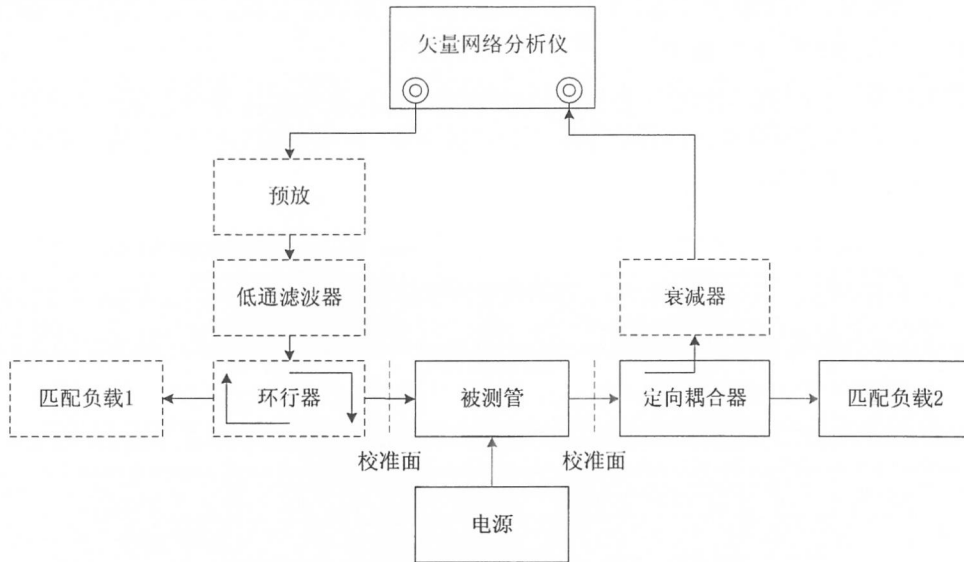 矢量网络分析仪
预放
低通滤波器
衰减器
匹配负载1
环行器
被测管
定向耦合器
匹配负载2
校准面
校准面
电源